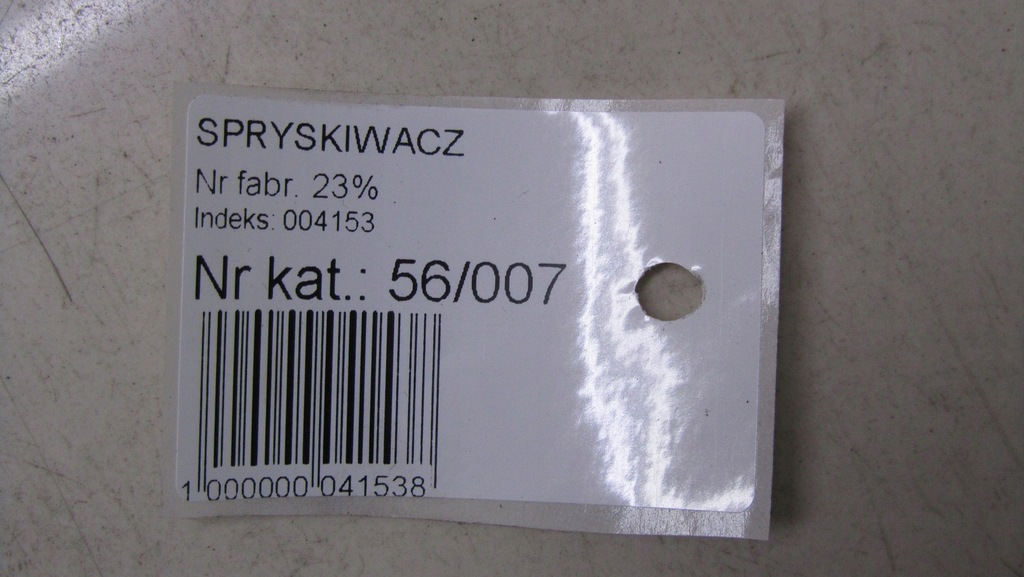 SPRYSKIWACZ
Nr fabr. 23%
Indeks: 004153
Nr kat.: 56/007
1 000000 041538